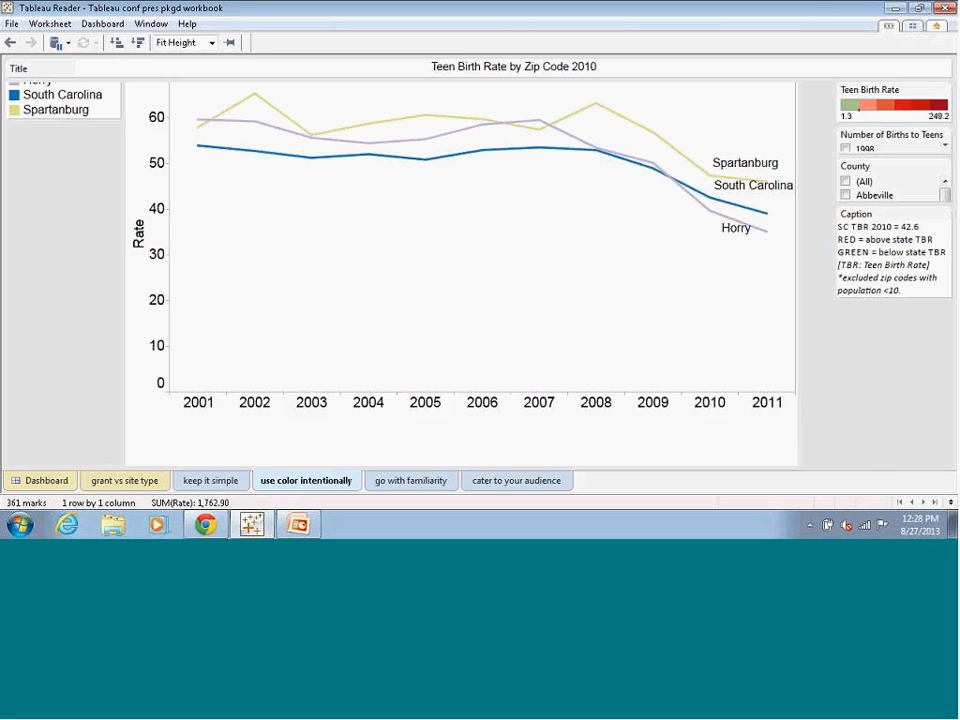 Tableau Reader - Tableau conf pres pkgd workbook
File Worksheet Dashboard Window Help
Fit Height
Title
Teen Birth Rate by Zip Code 2010
Horry
South Carolina
Spartanburg
60
50
40
30
20
10
0
Rate
Spartanburg
South Carolina
Horry
2001 2002 2003 2004 2005 2006 2007 2008 2009 2010 2011
Teen Birth Rate
1.3 249.2
Number of Births to Teens
1998
County
(All)
Abbeville
Caption
SC TBR 2010 = 42.6
RED = above state TBR
GREEN = below state TBR
[TBR: Teen Birth Rate]
*excluded zip codes with
population <10.
Dashboard grant vs site type keep it simple use color intentionally go with familiarity cater to your audience
361 marks 1 row by 1 column SUM(Rate): 1,762.90
12:28 PM
8/27/2013